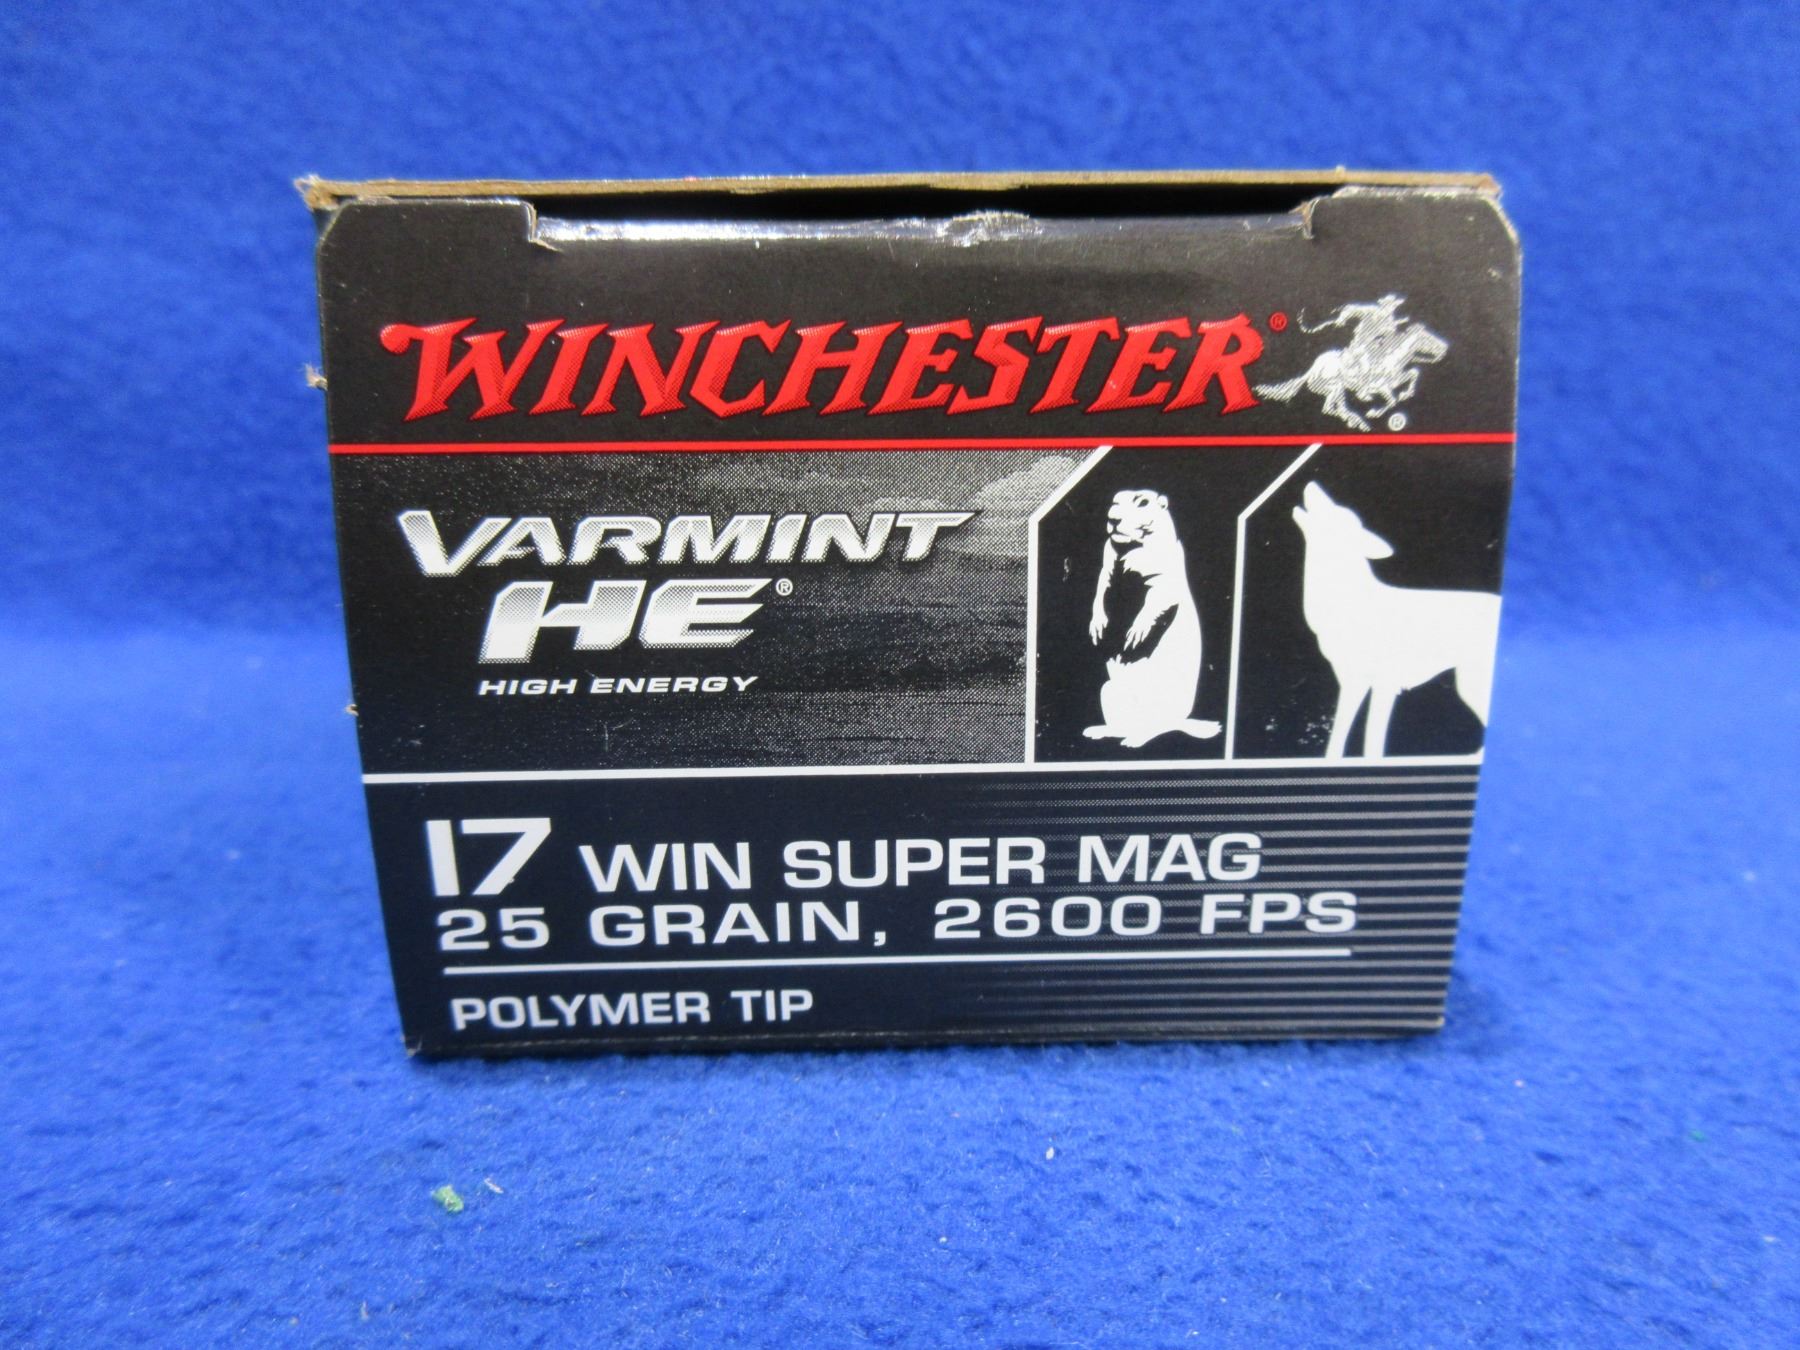 WINCHESTER®
®
VARMINT
HE®
HIGH ENERGY
17 WIN SUPER MAG
25 GRAIN, 2600 FPS
POLYMER TIP